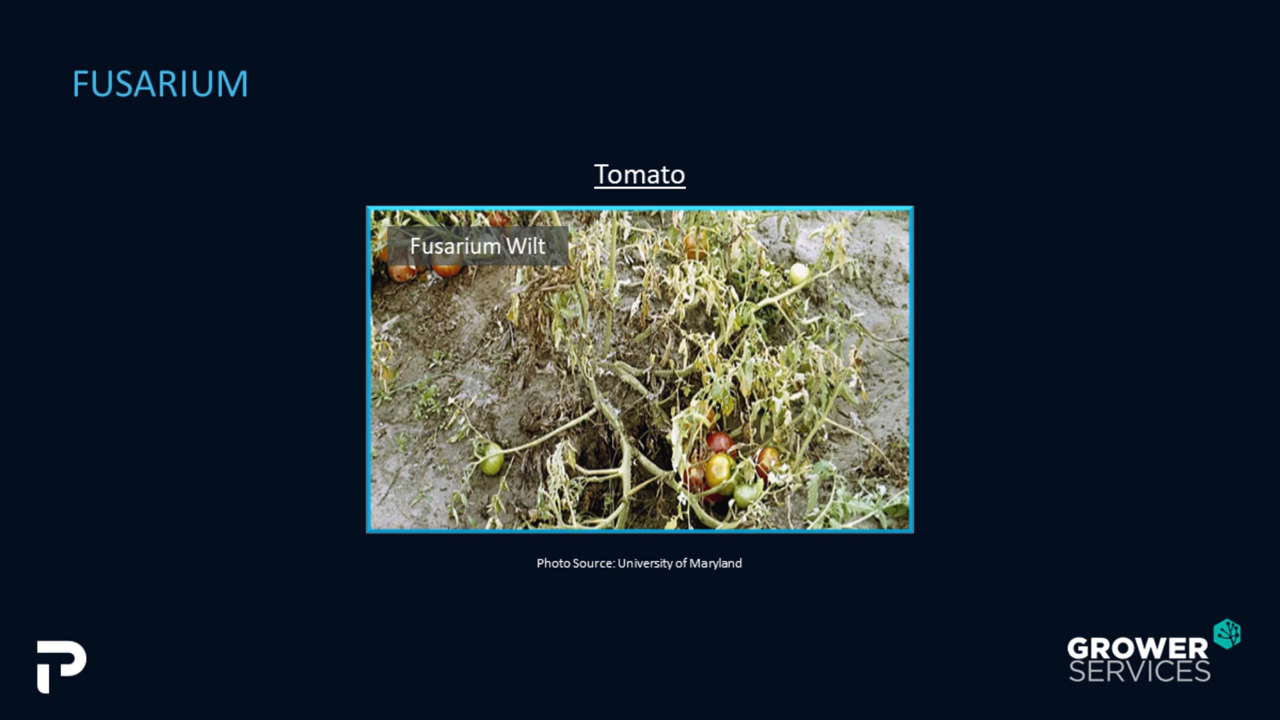 FUSARIUM
Tomato
Fusarium Wilt
Photo Source: University of Maryland
GROWER
SERVICES